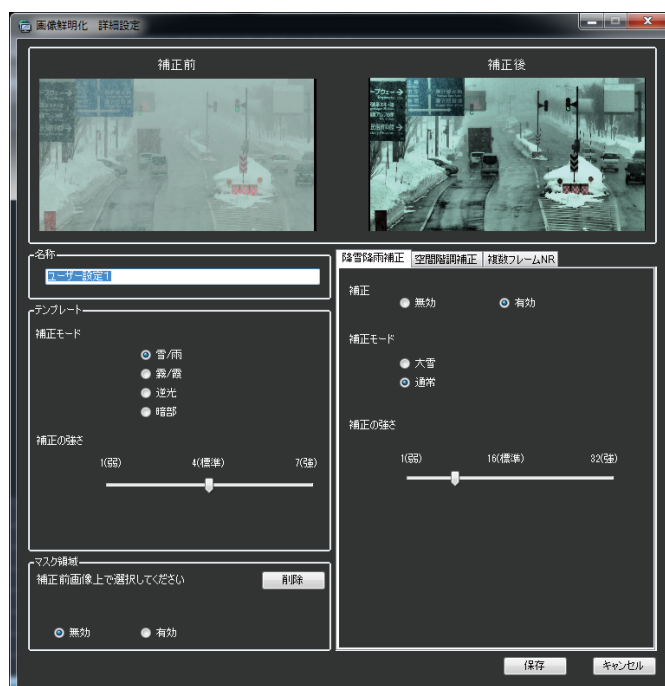 画像鮮明化 詳細設定
補正前
補正後
名称
ユーザー設定1
テンプレート
補正モード
雪/雨
霧/霞
逆光
暗部
補正の強さ
1(弱) 4(標準) 7(強)
マスク領域
補正前画像上で選択してください
削除
無効 有効
降雪降雨補正 空間階調補正 複数フレームNR
補正
無効 有効
補正モード
大雪
通常
補正の強さ
1(弱) 16(標準) 32(強)
保存 キャンセル